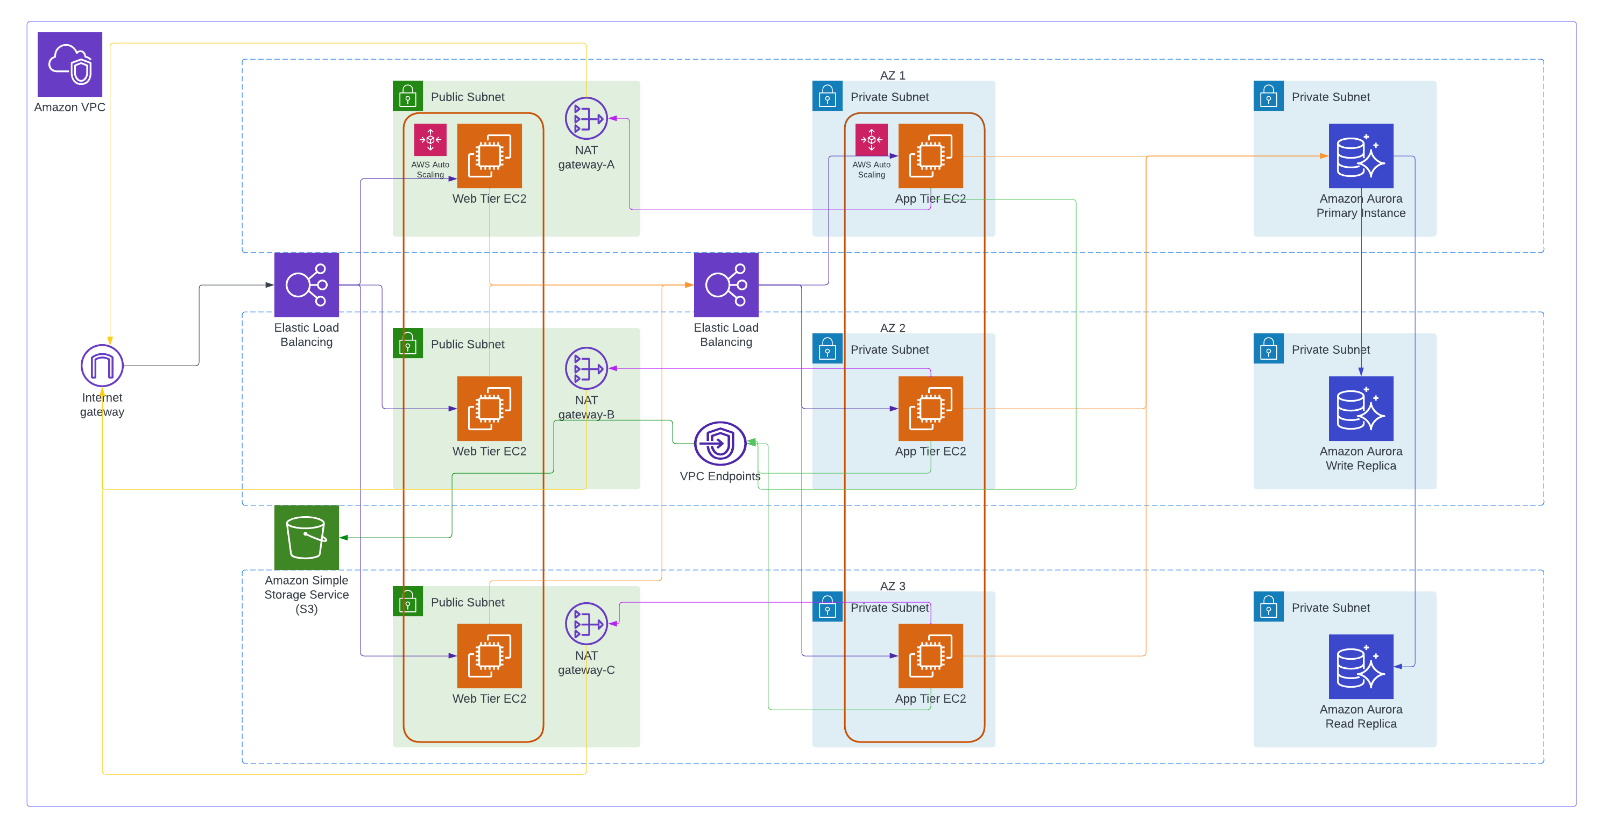 Amazon VPC
AZ 1
Public Subnet
AWS Auto
Scaling
Web Tier EC2
NAT
gateway-A
Private Subnet
AWS Auto
Scaling
App Tier EC2
Private Subnet
Amazon Aurora
Primary Instance
Elastic Load
Balancing
Elastic Load
Balancing
Internet
gateway
AZ 2
Public Subnet
Web Tier EC2
NAT
gateway-B
VPC Endpoints
Private Subnet
App Tier EC2
Private Subnet
Amazon Aurora
Write Replica
Amazon Simple
Storage Service
(S3)
AZ 3
Public Subnet
Web Tier EC2
NAT
gateway-C
Private Subnet
App Tier EC2
Private Subnet
Amazon Aurora
Read Replica